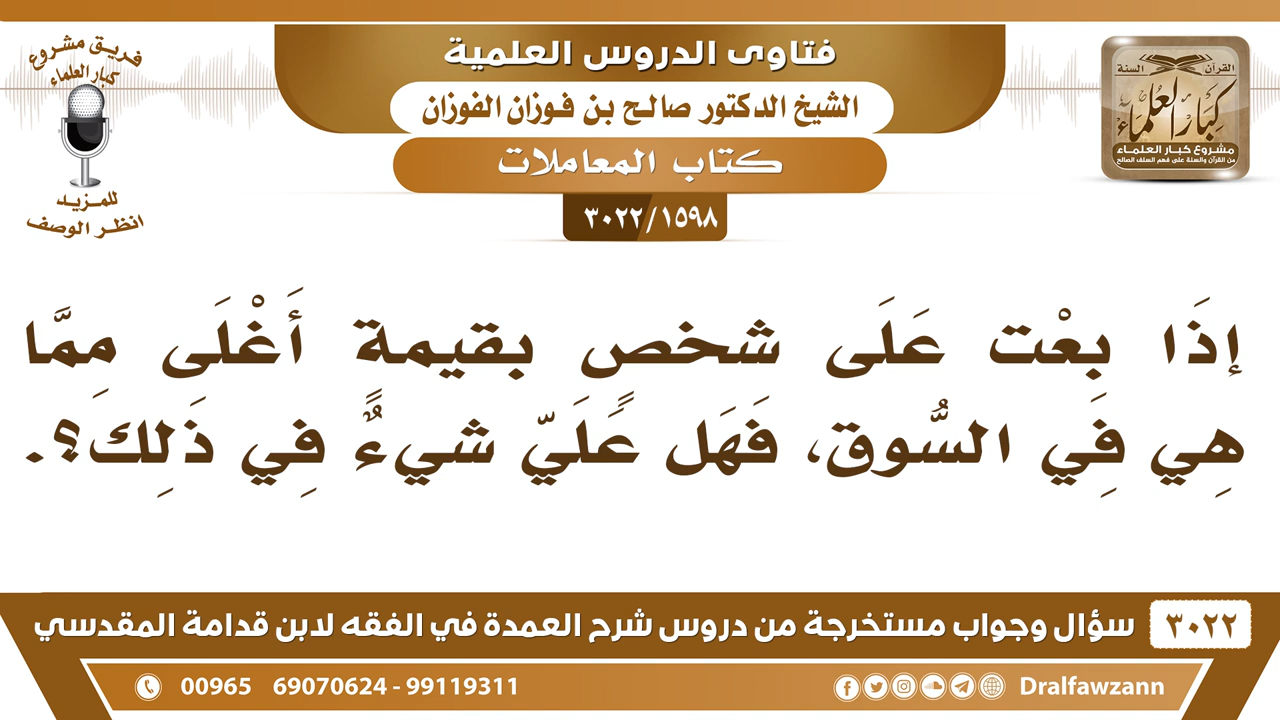 فتاوى الدروس العلمية
الشيخ الدكتور صالح بن فوزان الفوزان
كتاب المعاملات
٣٠٢٢/١٥٩٨
فريق مشروع
كبار العلماء
للمزيد
انظر الوصف
القرآن السنة
كبار العلماء
مشروع كبار العلماء
من القرآن والسنة على فهم السلف الصالح
إِذَا بِعْت عَلَى شخصٍ بقيمة أَغْلَى مِمَّا
هِي فِي السُّوق، فَهَل عَلَيّ شيءٌ فِي ذَلِك؟.
سؤال وجواب مستخرجة من دروس شرح العمدة في الفقه لابن قدامة المقدسي
٣٠٢٢
00965 69070624 - 99119311
Dralfawzann